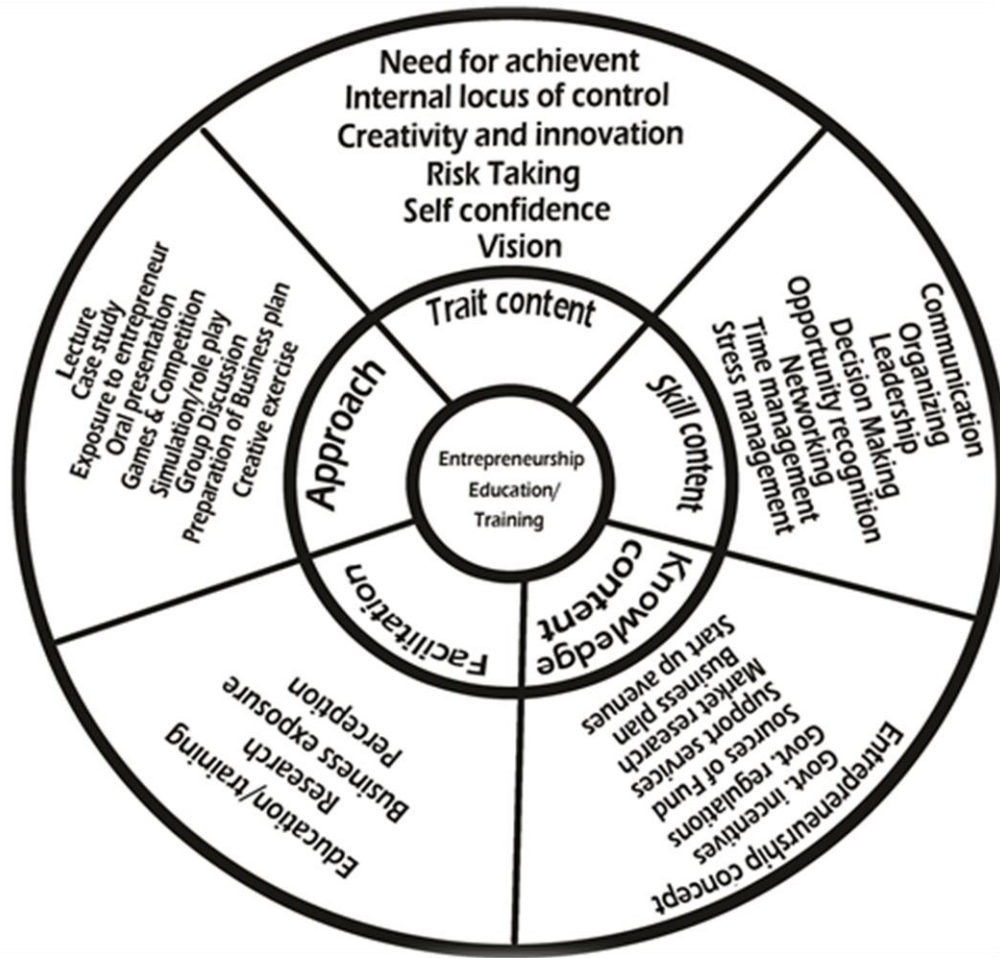 Need for achievent
Internal locus of control
Creativity and innovation
Risk Taking
Self confidence
Vision
Trait content
Communication
Organizing
Leadership
Decision Making
Opportunity recognition
Networking
Time management
Stress management
Skill content
Entrepreneurship concept
Govt. incentives
Govt. regulations
Sources of Fund
Support services
Market research
Business plan
Start up avenues
Knowledge
content
Education/training
Research
Business exposure
Perception
Facilitation
Lecture
Case study
Exposure to entrepreneur
Oral presentation
Games & Competition
Simulation/role play
Group Discussion
Preparation of Business plan
Creative exercise
Approach
Entrepreneurship
Education/
Training